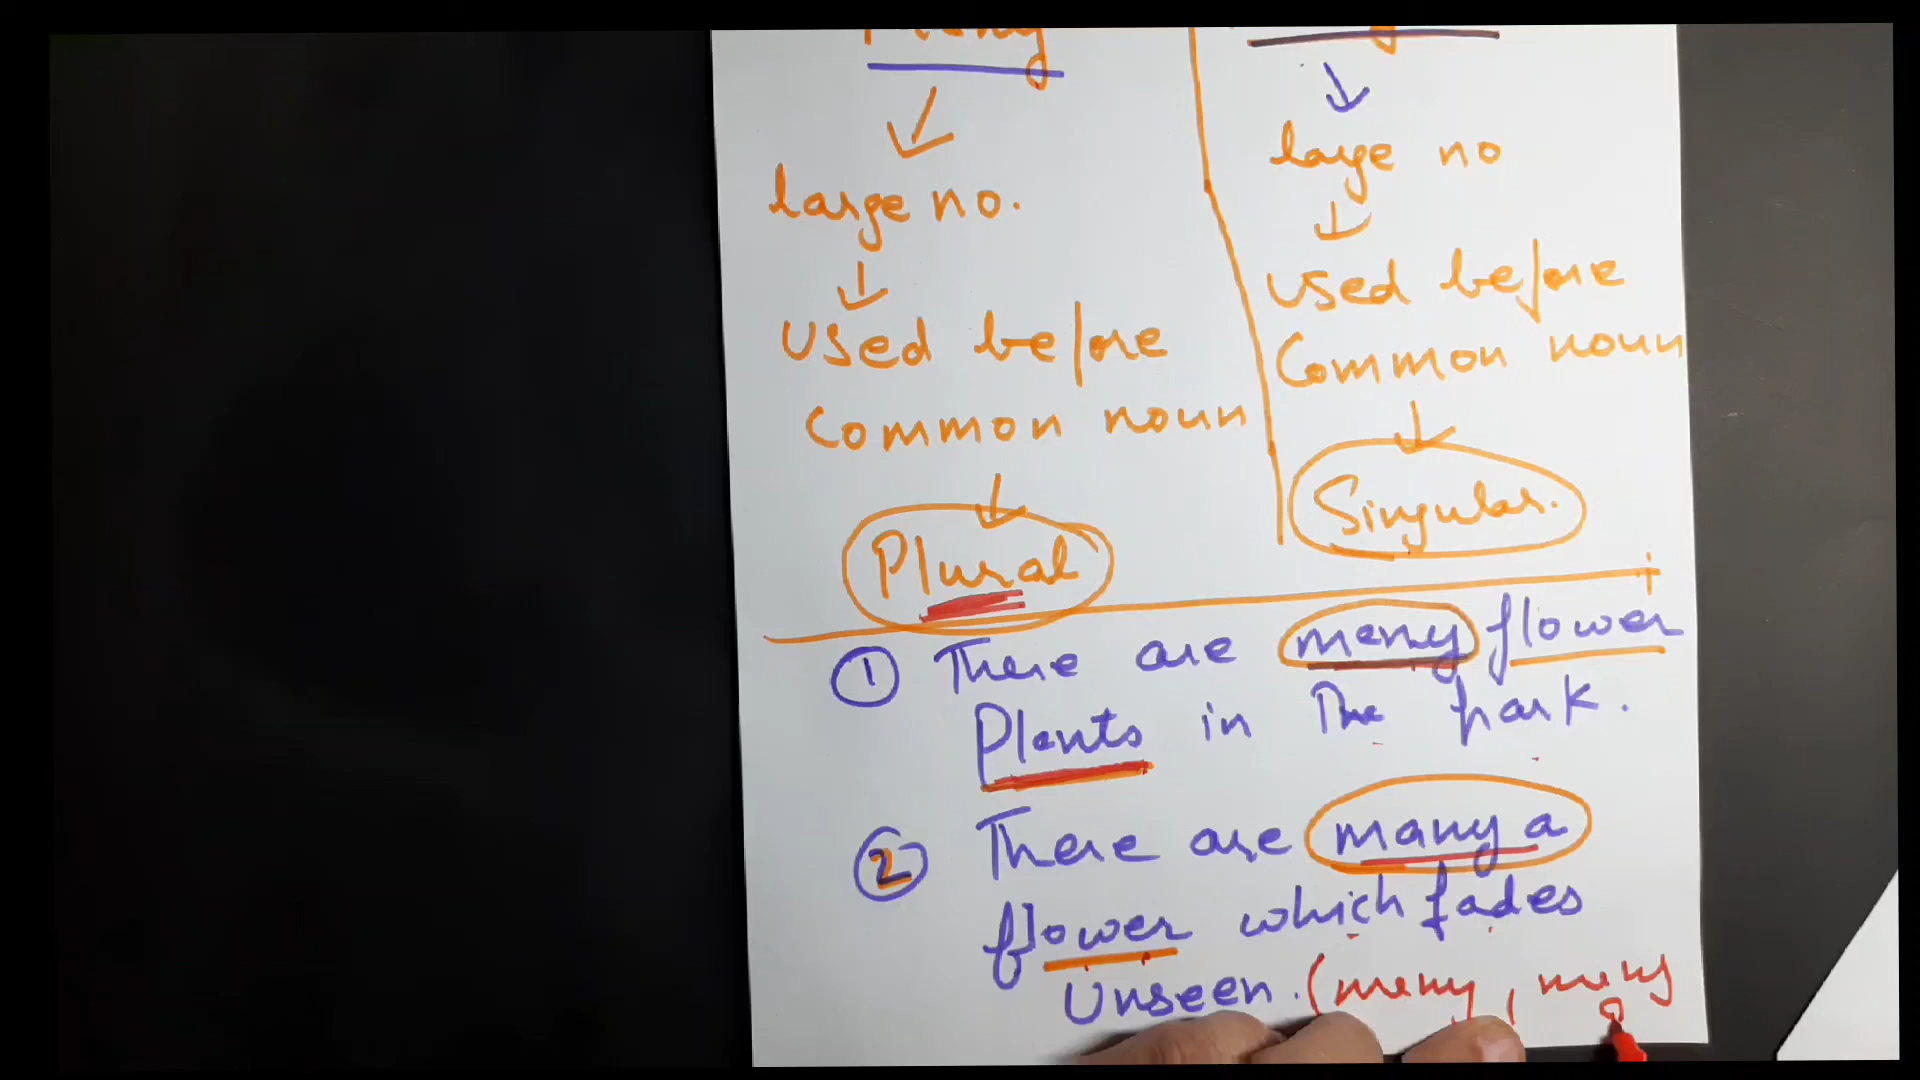 Many
large no.
Used before
Common noun
Plural
large no
Used before
Common noun
Singular.
1 There are many flower
Plants in The park.
2 There are many a
flower which fades
Unseen. (many, many
a